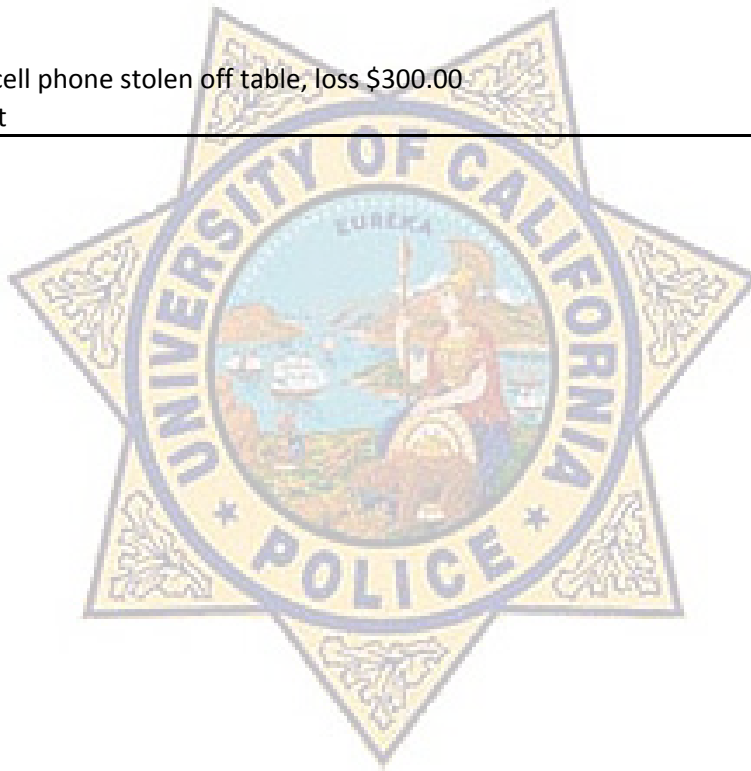 cell phone stolen off table, loss $300.00
t
UNIVERSITY OF CALIFORNIA
EUREKA
POLICE